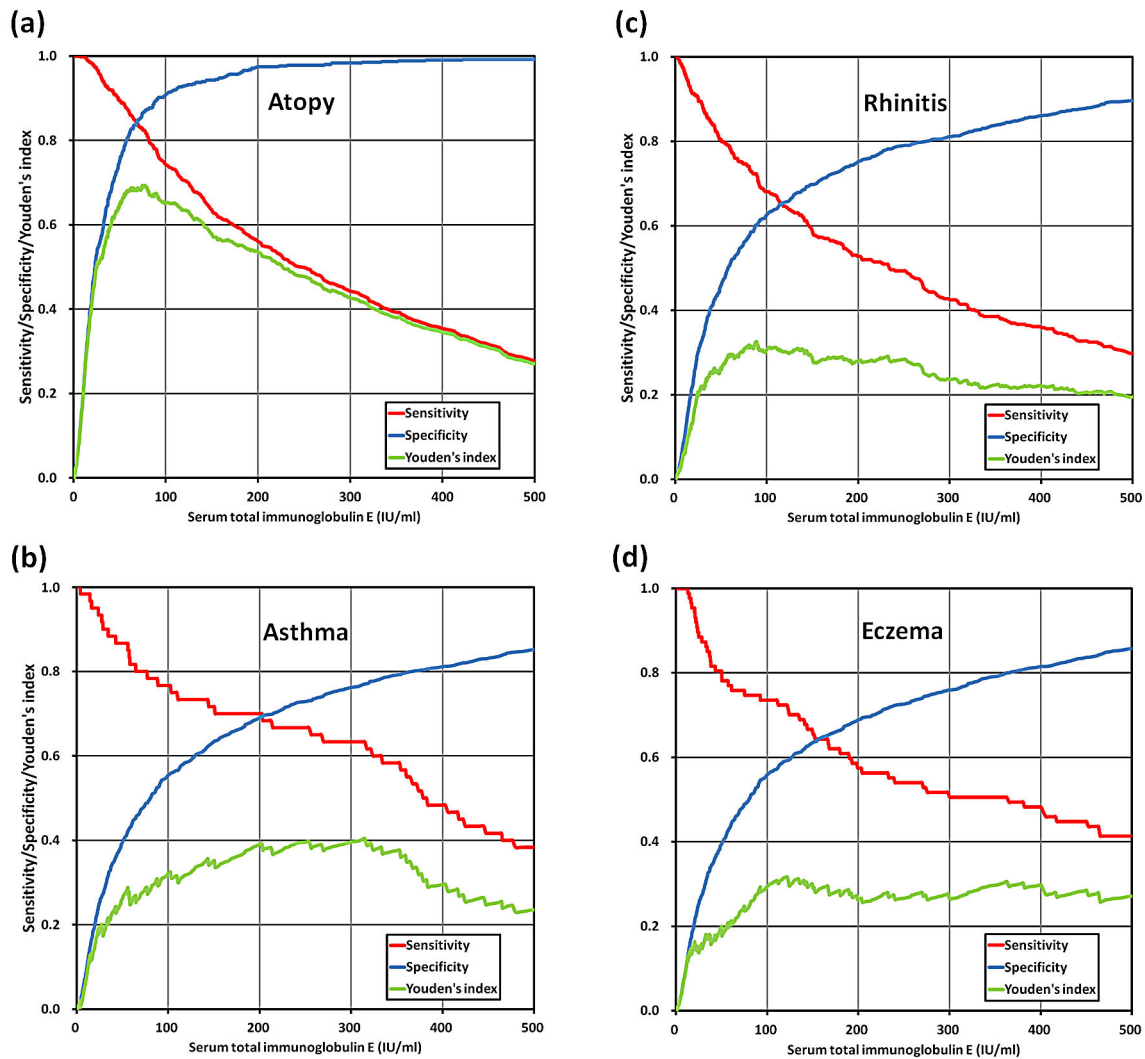 (a)
Sensitivity/Specificity/Youden's index
1.0
0.8
0.6
0.4
0.2
0.0
Atopy
Sensitivity
Specificity
Youden's index
0 100 200 300 400 500
Serum total immunoglobulin E (IU/ml)
(c)
Sensitivity/Specificity/Youden's index
1.0
0.8
0.6
0.4
0.2
0.0
Rhinitis
Sensitivity
Specificity
Youden's index
0 100 200 300 400 500
Serum total immunoglobulin E (IU/ml)
(b)
Sensitivity/Specificity/Youden's index
1.0
0.8
0.6
0.4
0.2
0.0
Asthma
Sensitivity
Specificity
Youden's index
0 100 200 300 400 500
Serum total immunoglobulin E (IU/ml)
(d)
Sensitivity/Specificity/Youden's index
1.0
0.8
0.6
0.4
0.2
0.0
Eczema
Sensitivity
Specificity
Youden's index
0 100 200 300 400 500
Serum total immunoglobulin E (IU/ml)